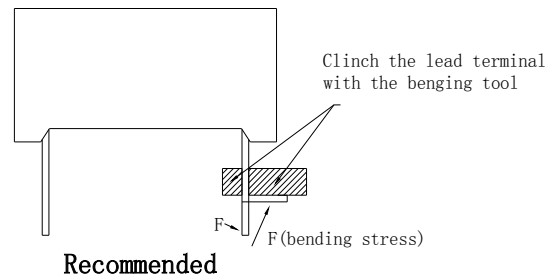 Clinch the lead terminal
with the benging tool
F
F(bending stress)
Recommended